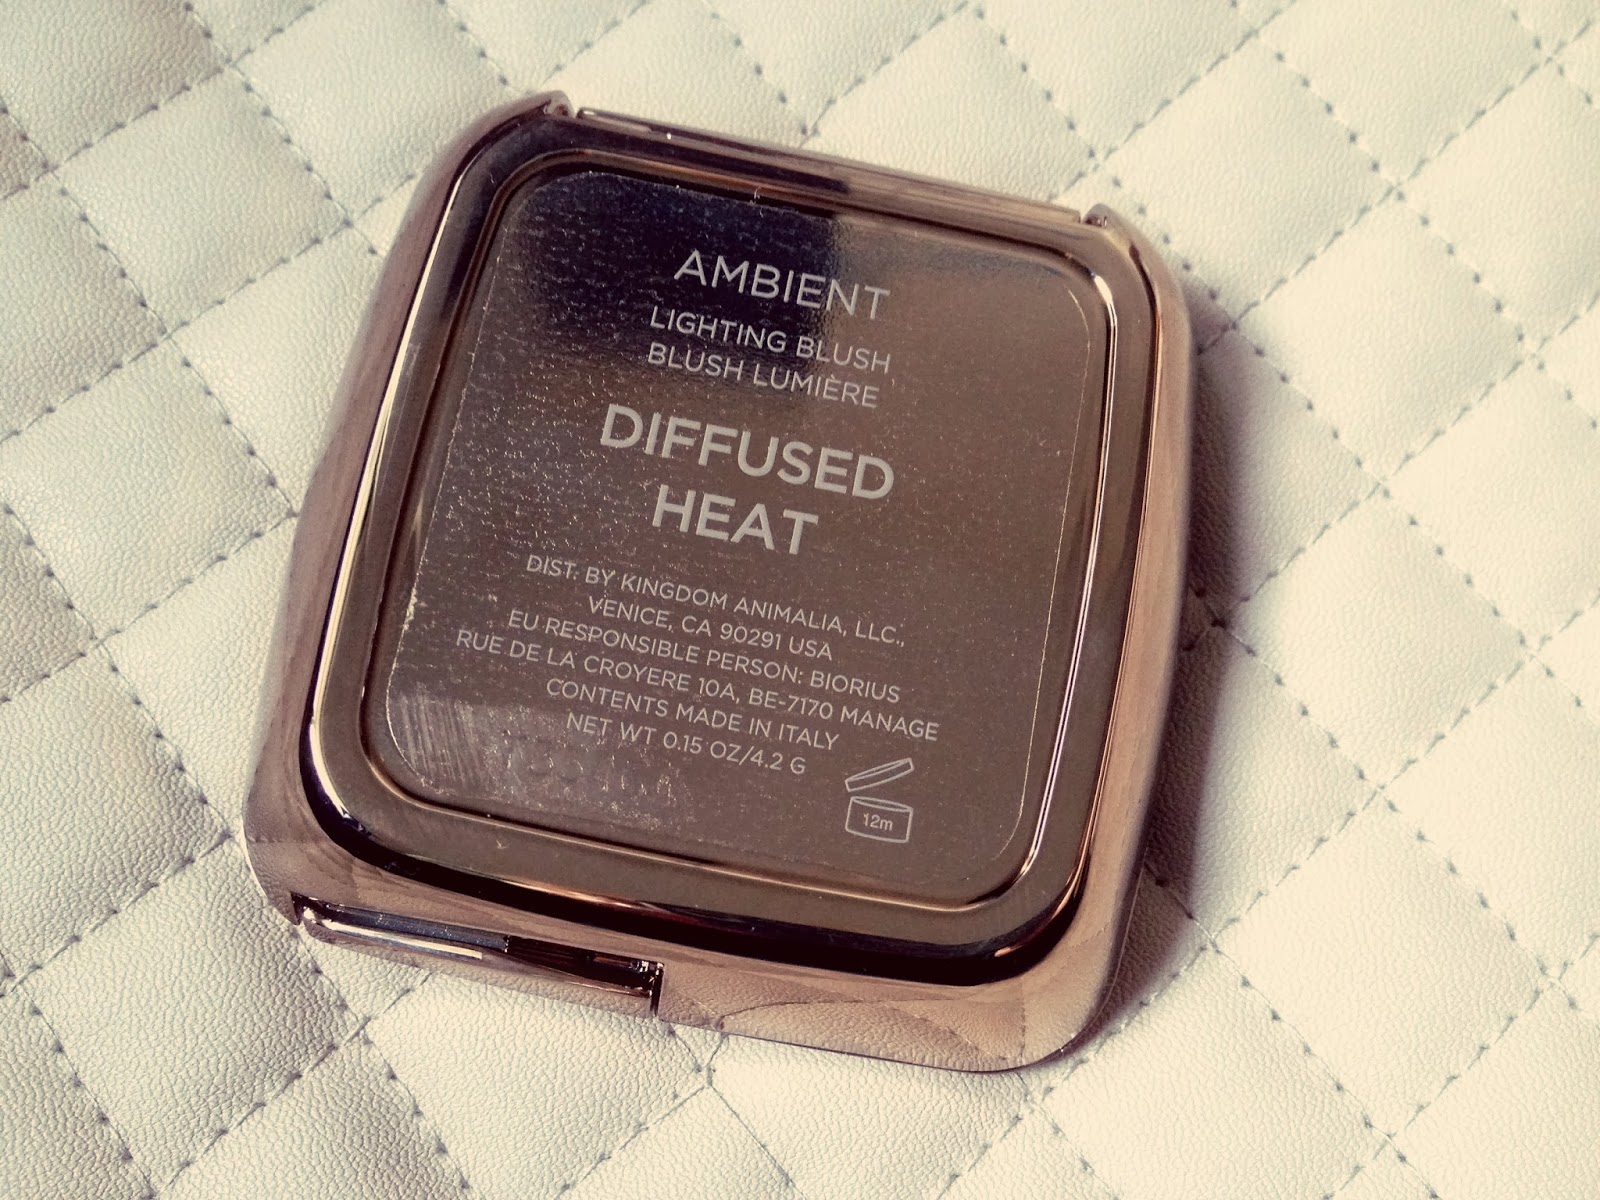 AMBIENT
LIGHTING BLUSH
BLUSH LUMIÈRE
DIFFUSED
HEAT
DIST. BY KINGDOM ANIMALIA, LLC.,
VENICE, CA 90291 USA
EU RESPONSIBLE PERSON: BIORIUS
RUE DE LA CROYERE 10A, BE-7170 MANAGE
CONTENTS MADE IN ITALY
NET WT 0.15 OZ/4.2 G
12m